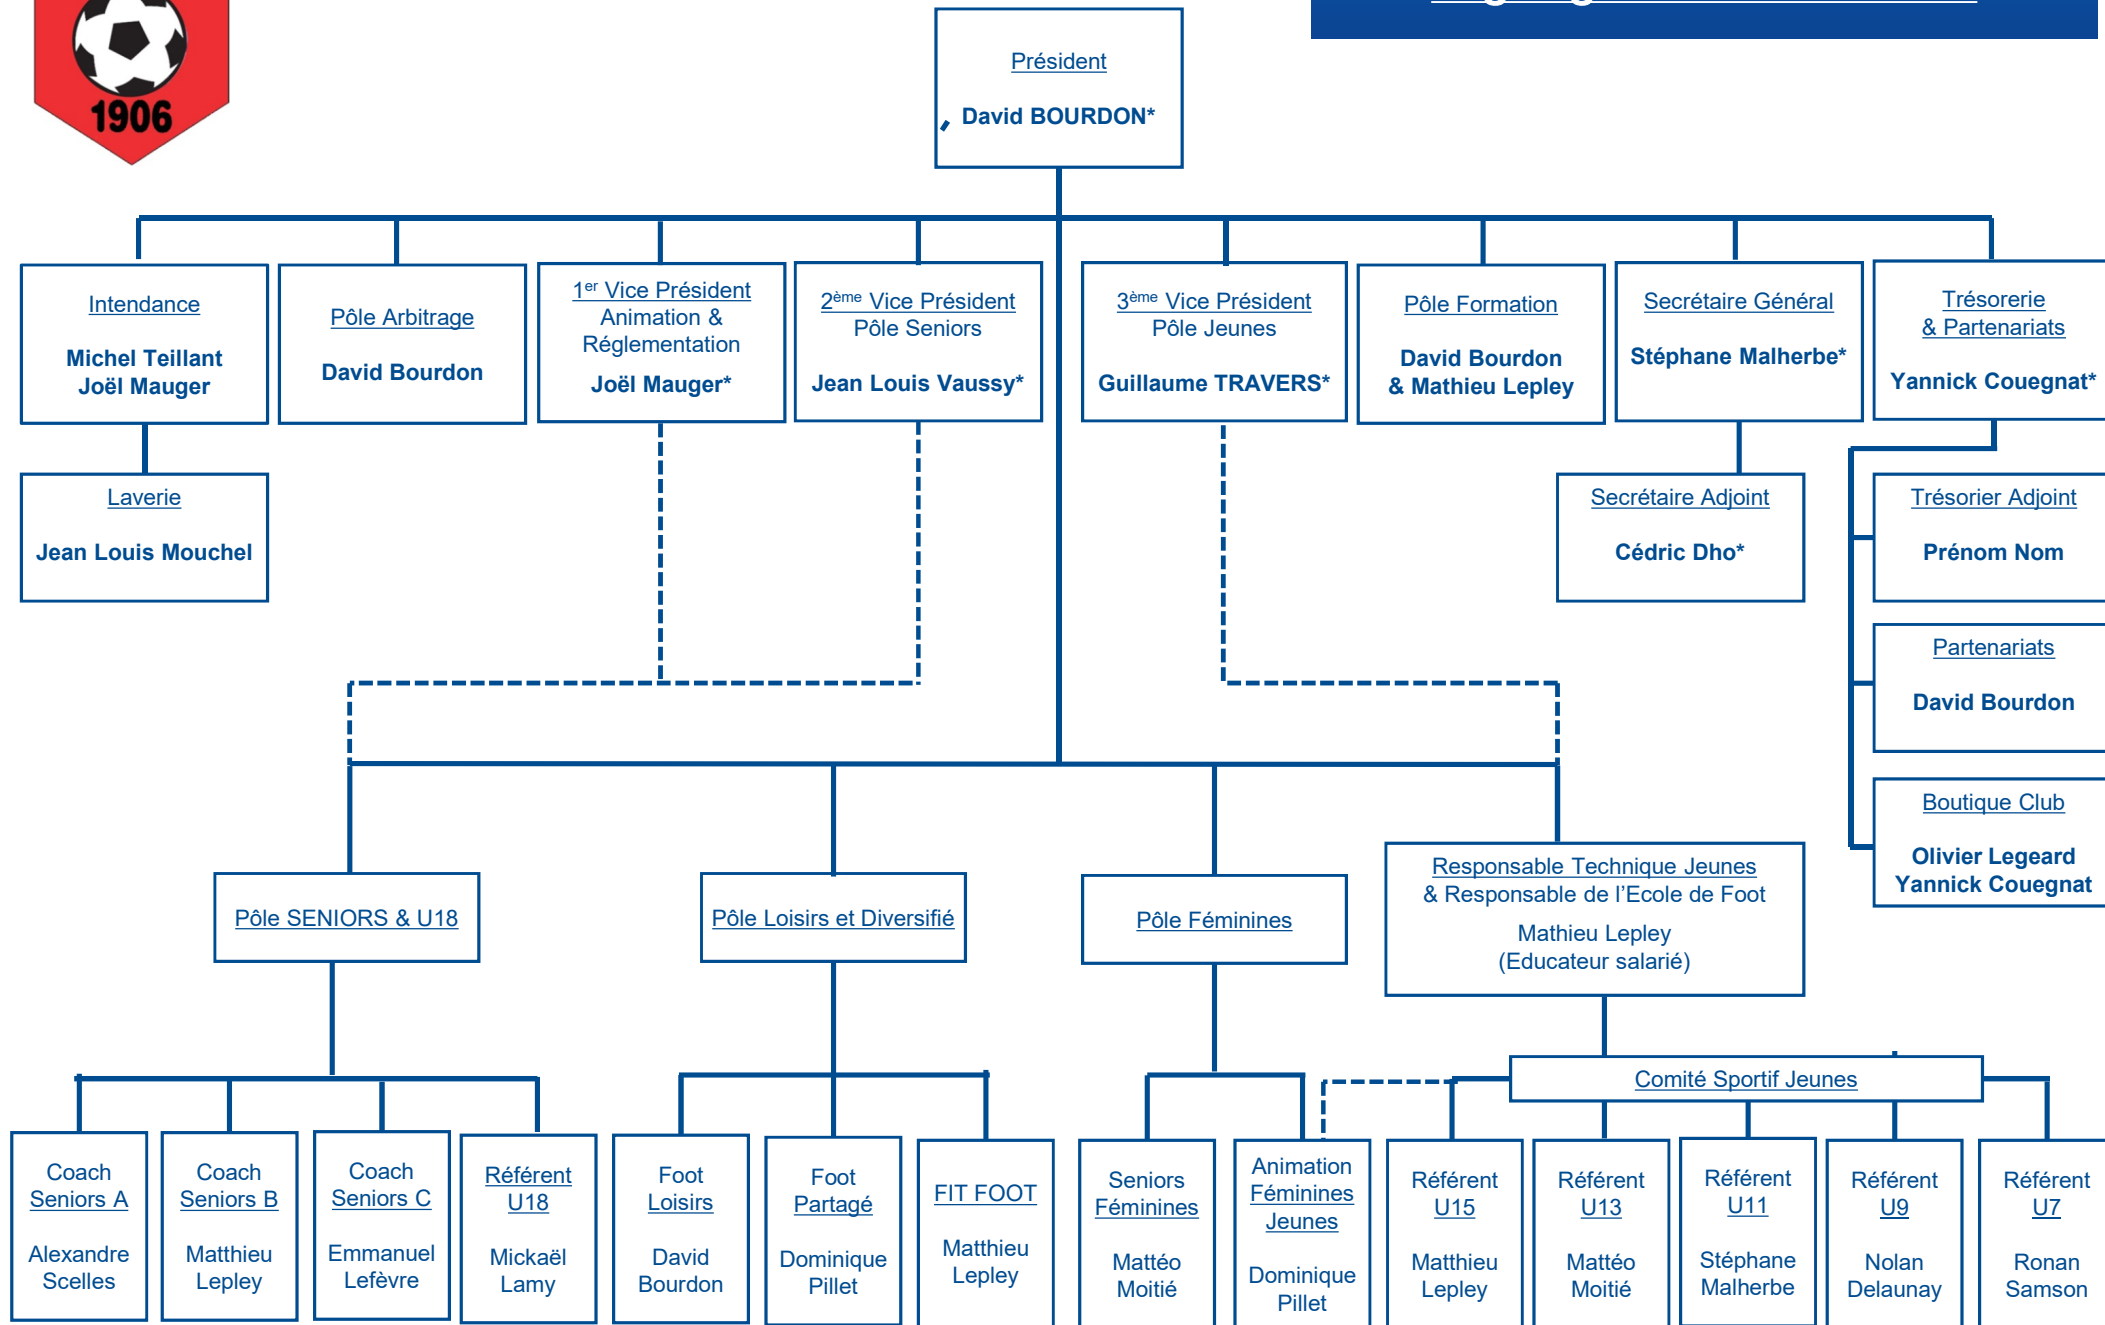 1906
Président
David BOURDON*
Intendance
Michel Teillant
Joël Mauger
Pôle Arbitrage
David Bourdon
1er Vice Président
Animation &
Réglementation
Joël Mauger*
2ème Vice Président
Pôle Seniors
Jean Louis Vaussy*
3ème Vice Président
Pôle Jeunes
Guillaume TRAVERS*
Pôle Formation
David Bourdon
& Mathieu Lepley
Secrétaire Général
Stéphane Malherbe*
Trésorerie
& Partenariats
Yannick Couegnat*
Laverie
Jean Louis Mouchel
Secrétaire Adjoint
Cédric Dho*
Trésorier Adjoint
Prénom Nom
Partenariats
David Bourdon
Boutique Club
Olivier Legeard
Yannick Couegnat
Pôle SENIORS & U18
Pôle Loisirs et Diversifié
Pôle Féminines
Responsable Technique Jeunes
& Responsable de l'Ecole de Foot
Mathieu Lepley
(Educateur salarié)
Comité Sportif Jeunes
Coach
Seniors A
Alexandre
Scelles
Coach
Seniors B
Matthieu
Lepley
Coach
Seniors C
Emmanuel
Lefèvre
Référent
U18
Mickaël
Lamy
Foot
Loisirs
David
Bourdon
Foot
Partagé
Dominique
Pillet
FIT FOOT
Matthieu
Lepley
Seniors
Féminines
Mattéo
Moitié
Animation
Féminines
Jeunes
Dominique
Pillet
Référent
U15
Matthieu
Lepley
Référent
U13
Mattéo
Moitié
Référent
U11
Stéphane
Malherbe
Référent
U9
Nolan
Delaunay
Référent
U7
Ronan
Samson